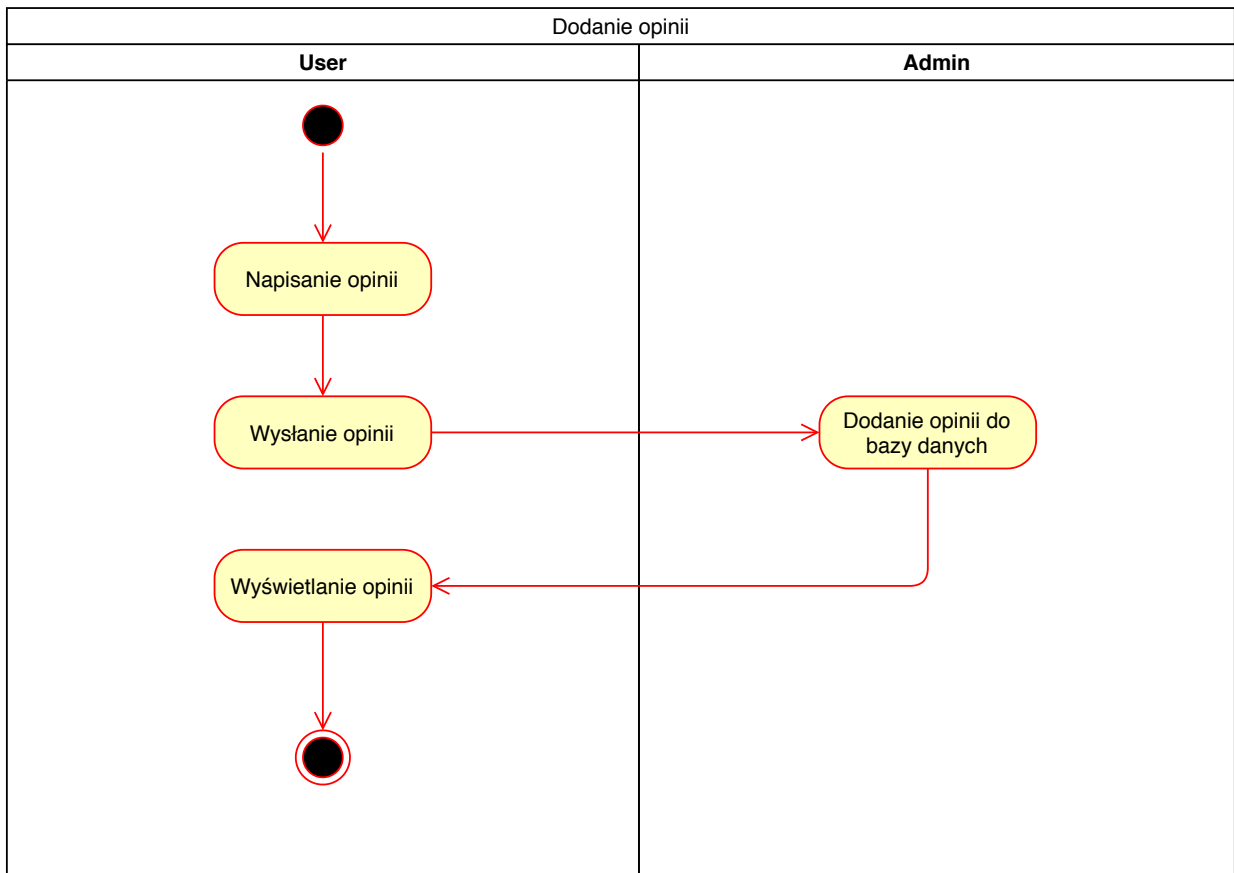 Dodanie opinii
User
Admin
Napisanie opinii
Wysłanie opinii
Dodanie opinii do
bazy danych
Wyświetlanie opinii